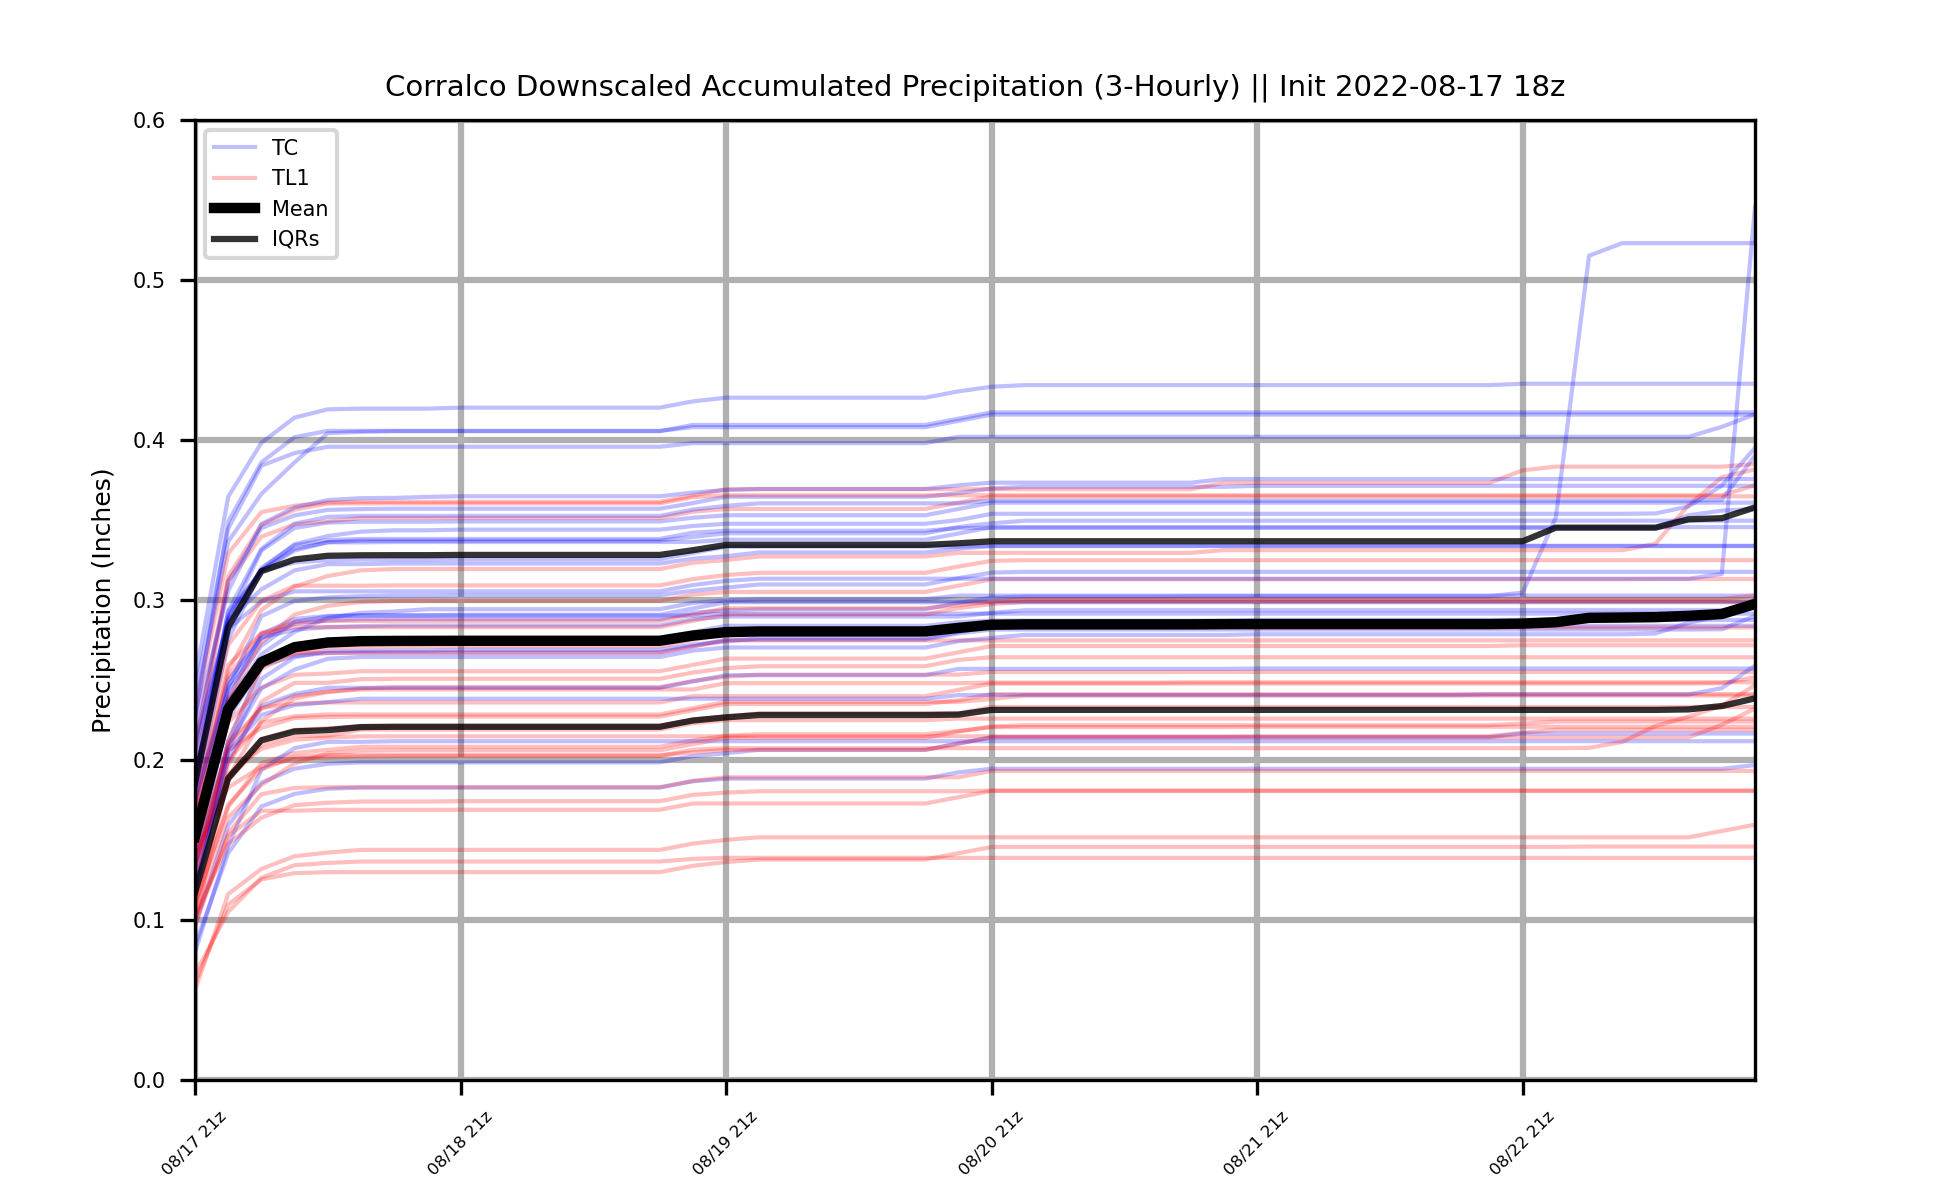 Corralco Downscaled Accumulated Precipitation (3-Hourly) || Init 2022-08-17 18z
TC
TL1
Mean
IQRs
Precipitation (Inches)
0.6
0.5
0.4
0.3
0.2
0.1
0.0
08/17 21z
08/18 21z
08/19 21z
08/20 21z
08/21 21z
08/22 21z